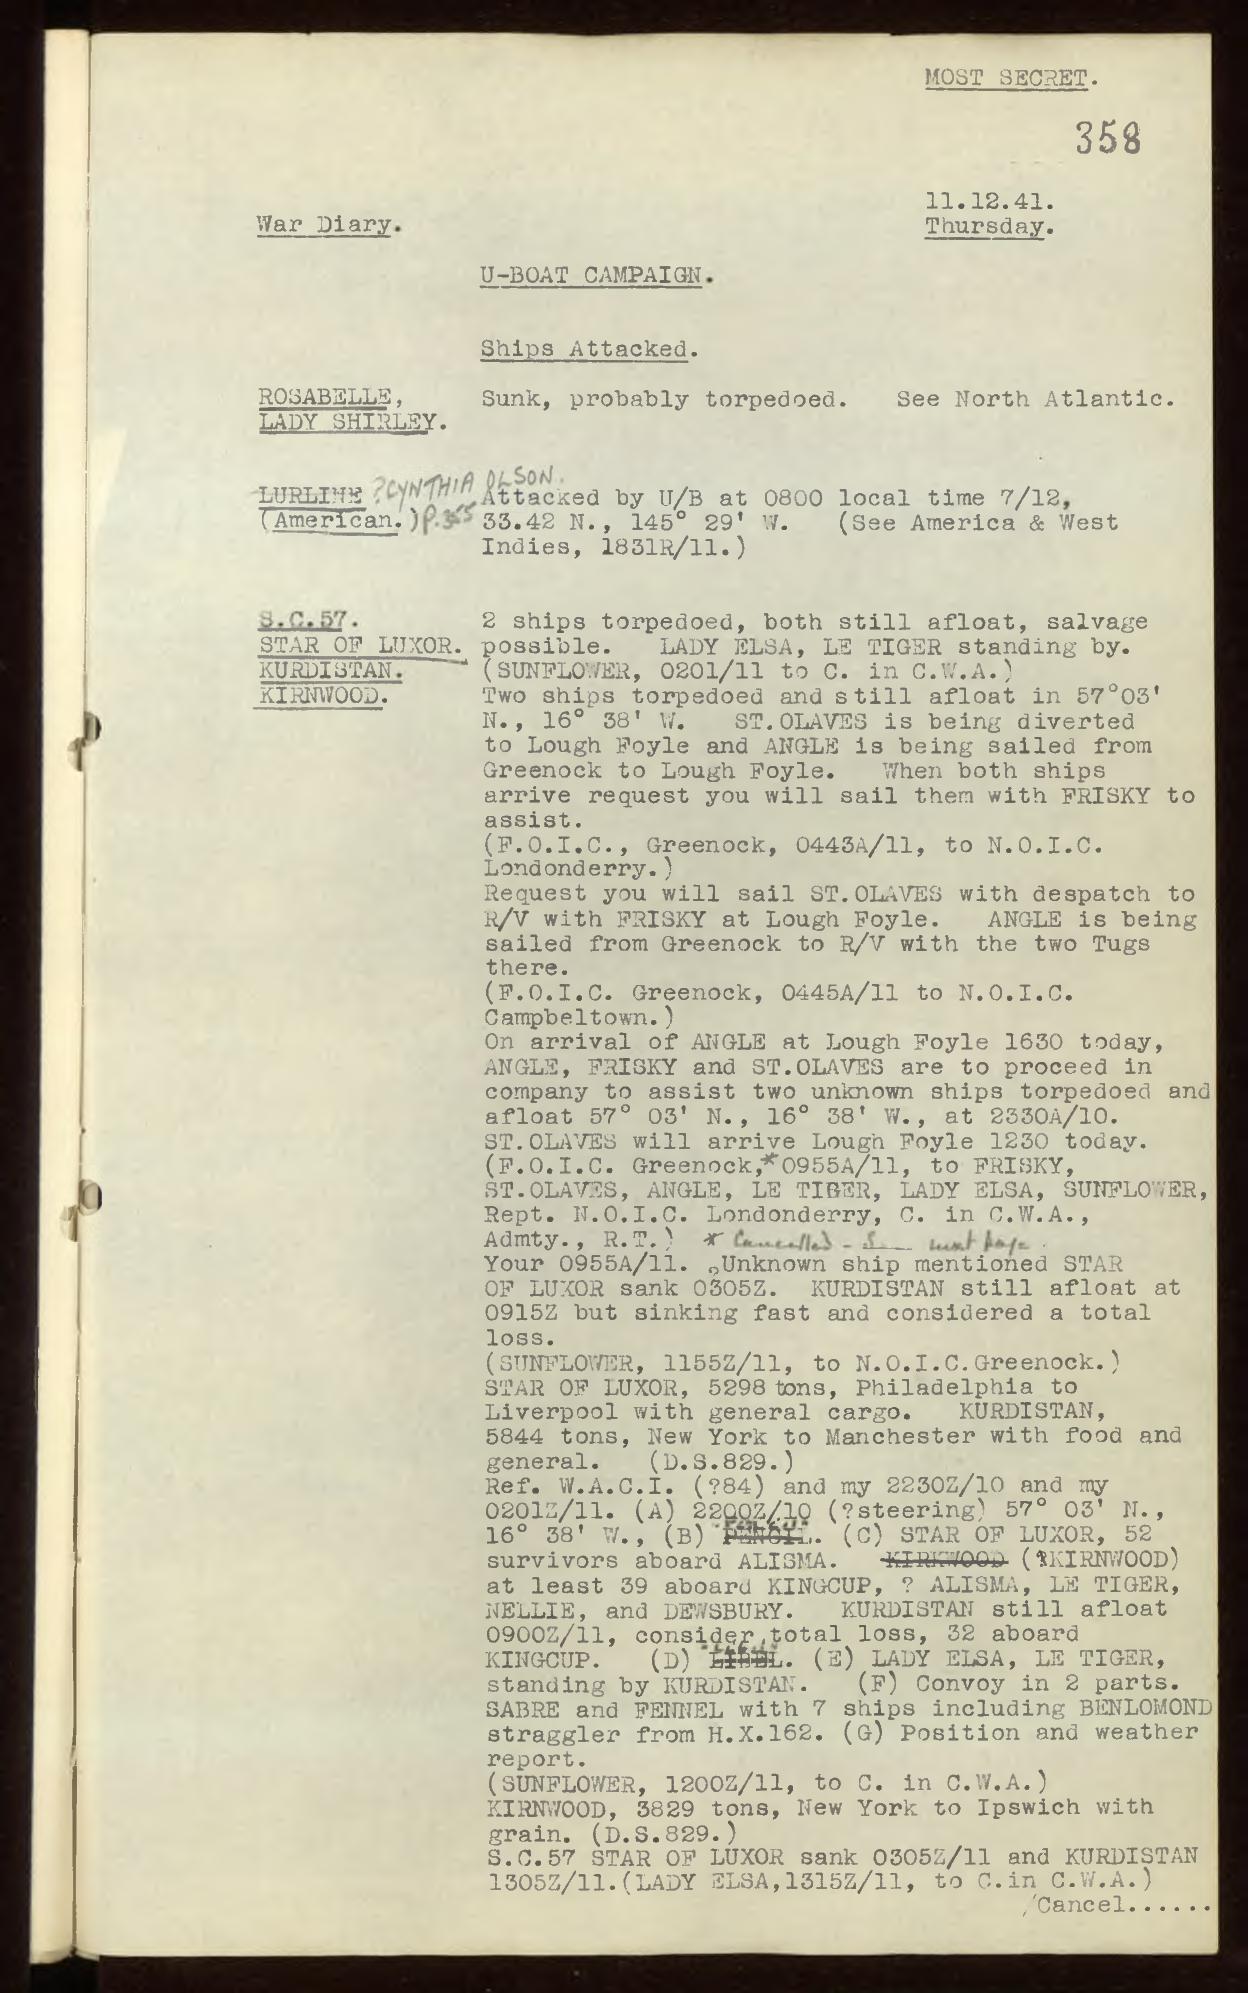 MOST SECRET.
358
11.12.41.
War Diary.
Thursday.
U-BOAT CAMPAIGN.
Ships Attacked.
ROSABELLE, Sunk, probably torpedoed. See North Atlantic.
LADY SHIRLEY.
LURLINE ?CYNTHIA OLSON. Attacked by U/B at 0800 local time 7/12,
(American.) p.355 33.42 N., 145° 29' W. (See America & West
Indies, 1831R/11.)
S.C.57. 2 ships torpedoed, both still afloat, salvage
STAR OF LUXOR. possible. LADY ELSA, LE TIGER standing by.
KURDISTAN. (SUNFLOWER, 0201/11 to C. in C.W.A.)
KIRNWOOD. Two ships torpedoed and still afloat in 57°03'
N., 16° 38' W. ST.OLAVES is being diverted
to Lough Foyle and ANGLE is being sailed from
Greenock to Lough Foyle. When both ships
arrive request you will sail them with FRISKY to
assist.
(F.O.I.C., Greenock, 0443A/11, to N.O.I.C.
Londonderry.)
Request you will sail ST.OLAVES with despatch to
R/V with FRISKY at Lough Foyle. ANGLE is being
sailed from Greenock to R/V with the two Tugs
there.
(F.O.I.C. Greenock, 0445A/11 to N.O.I.C.
Campbeltown.)
On arrival of ANGLE at Lough Foyle 1630 today,
ANGLE, FRISKY and ST.OLAVES are to proceed in
company to assist two unknown ships torpedoed and
afloat 57° 03' N., 16° 38' W., at 2330A/10.
ST.OLAVES will arrive Lough Foyle 1230 today.
(F.O.I.C. Greenock,* 0955A/11, to FRISKY,
ST.OLAVES, ANGLE, LE TIGER, LADY ELSA, SUNFLOWER,
Rept. N.O.I.C. Londonderry, C. in C.W.A.,
Admty., R.T.) * Cancelled - next page.
Your 0955A/11. Unknown ship mentioned STAR
OF LUXOR sank 0305Z. KURDISTAN still afloat at
0915Z but sinking fast and considered a total
loss.
(SUNFLOWER, 1155Z/11, to N.O.I.C.Greenock.)
STAR OF LUXOR, 5298 tons, Philadelphia to
Liverpool with general cargo. KURDISTAN,
5844 tons, New York to Manchester with food and
general. (D.S.829.)
Ref. W.A.C.I. (?84) and my 2230Z/10 and my
0201Z/11. (A) 2200Z/10 (?steering) 57° 03' N.,
16° 38' W., (B) PENCIL. (C) STAR OF LUXOR, 52
survivors aboard ALISMA. KIRKWOOD (?KIRNWOOD)
at least 39 aboard KINGCUP, ? ALISMA, LE TIGER,
NELLIE, and DEWSBURY. KURDISTAN still afloat
0900Z/11, consider total loss, 32 aboard
KINGCUP. (D) LIBEL. (E) LADY ELSA, LE TIGER,
standing by KURDISTAN. (F) Convoy in 2 parts.
SABRE and FENNEL with 7 ships including BENLOMOND
straggler from H.X.162. (G) Position and weather
report.
(SUNFLOWER, 1200Z/11, to C. in C.W.A.)
KIRNWOOD, 3829 tons, New York to Ipswich with
grain. (D.S.829.)
S.C.57 STAR OF LUXOR sank 0305Z/11 and KURDISTAN
1305Z/11.(LADY ELSA,1315Z/11, to C.in C.W.A.)
/Cancel......